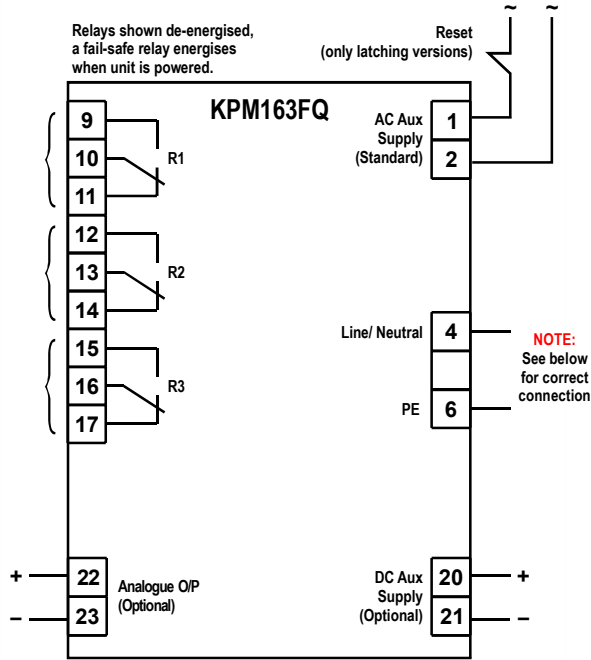 Relays shown de-energised,
a fail-safe relay energises
when unit is powered.
Reset
(only latching versions)
~ ~
KPM163FQ
9
10
11
R1
12
13
14
R2
15
16
17
R3
AC Aux
Supply
(Standard)
1
2
Line/ Neutral
4
PE
6
NOTE:
See below
for correct
connection
+
–
22
23
Analogue O/P
(Optional)
DC Aux
Supply
(Optional)
20
21
+
–